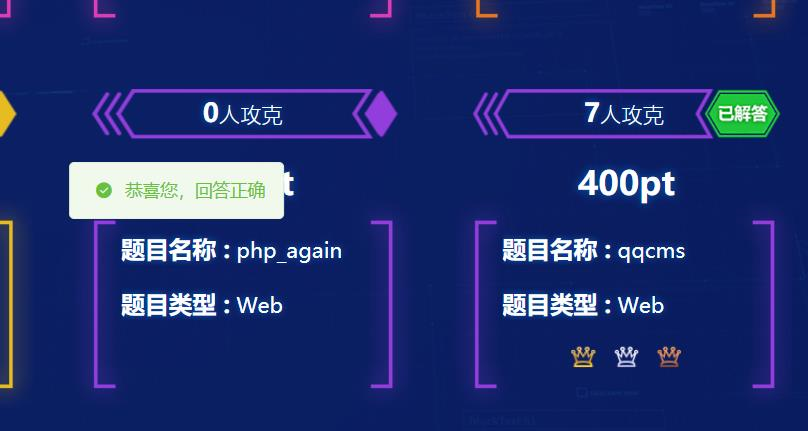 0人攻克
7人攻克
已解答
恭喜您，回答正确
t
400pt
题目名称：php_again
题目名称：qqcms
题目类型：Web
题目类型：Web